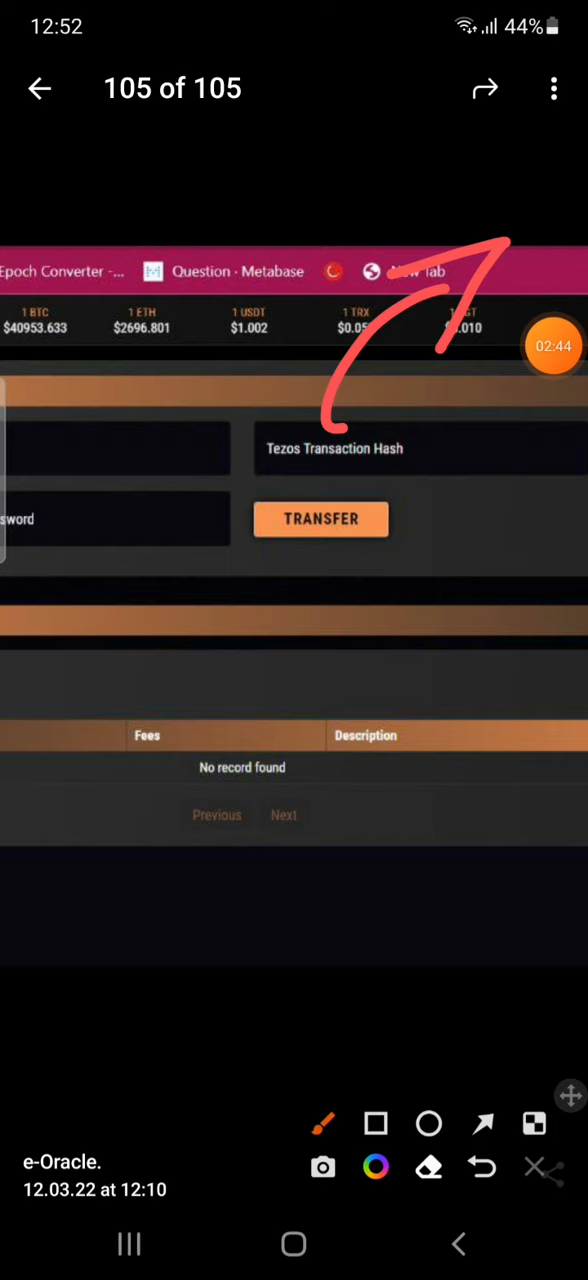 12:52
44%
105 of 105
Epoch Converter -...
Question · Metabase
Tab
1 BTC
1 ETH
1 USDT
1 TRX
$40953.633
$2696.801
$1.002
02:44
Tezos Transaction Hash
sword
TRANSFER
Fees
Description
No record found
Previous
Next
e-Oracle.
12.03.22 at 12:10